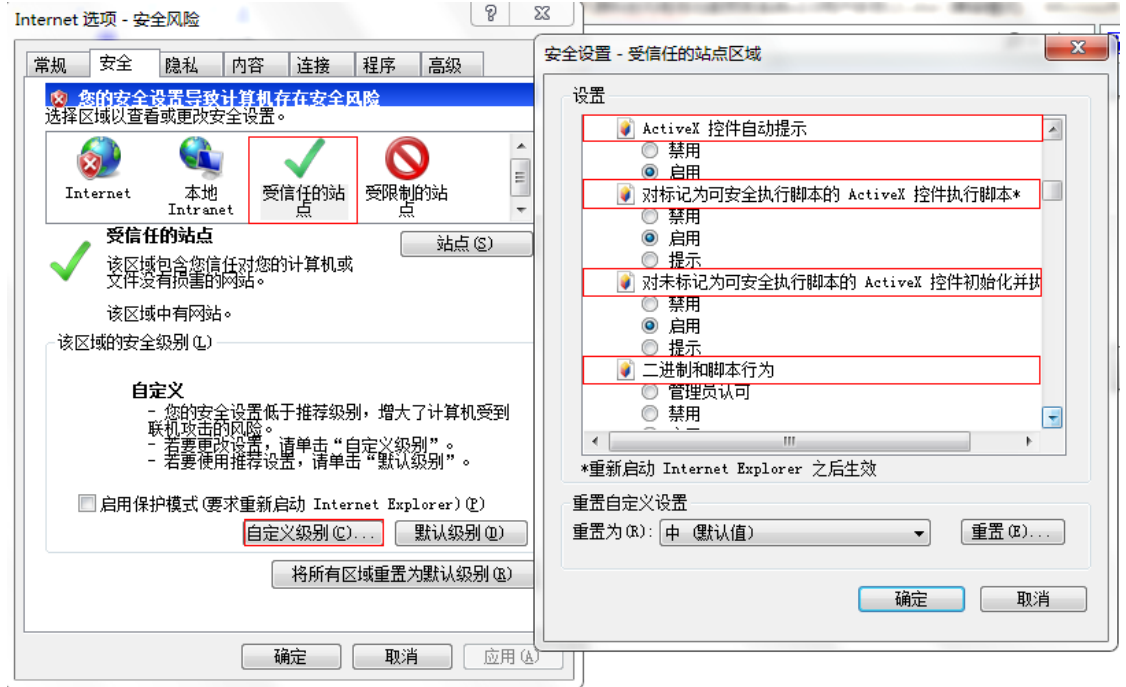 Internet 选项 - 安全风险
常规 安全 隐私 内容 连接 程序 高级
您的安全设置导致计算机存在安全风险
选择区域以查看或更改安全设置。
Internet
本地
Intranet
受信任的站
点
受限制的站
点
受信任的站点
站点(S)
该区域包含您信任对您的计算机或
文件没有损害的网站。
该区域中有网站。
该区域的安全级别(L)
自定义
- 您的安全设置低于推荐级别，增大了计算机受到
联机攻击的风险。
- 若要更改设置，请单击“自定义级别”。
- 若要使用推荐设置，请单击“默认级别”。
启用保护模式(要求重新启动 Internet Explorer)(P)
自定义级别(C)... 默认级别(D)
将所有区域重置为默认级别(R)
确定 取消 应用(A)
安全设置 - 受信任的站点区域
设置
ActiveX 控件自动提示
禁用
启用
对标记为可安全执行脚本的 ActiveX 控件执行脚本*
禁用
启用
提示
对未标记为可安全执行脚本的 ActiveX 控件初始化并执
禁用
启用
提示
二进制和脚本行为
管理员认可
禁用
*重新启动 Internet Explorer 之后生效
重置自定义设置
重置为(R): 中 (默认值) 重置(E)...
确定 取消